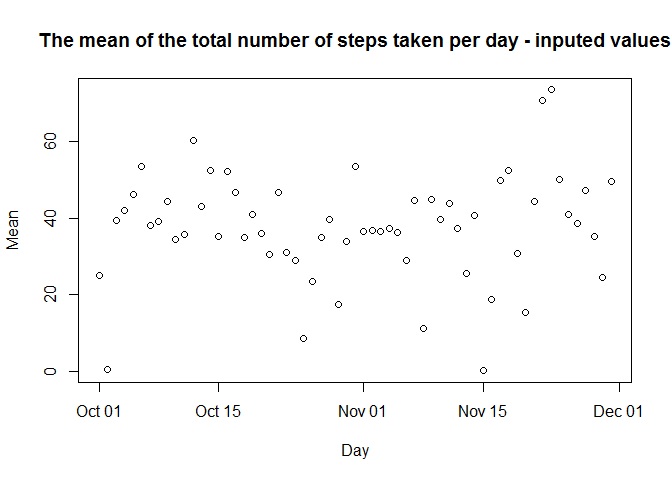 The mean of the total number of steps taken per day - inputed values
Mean
60
40
20
0
Oct 01 Oct 15 Nov 01 Nov 15 Dec 01
Day